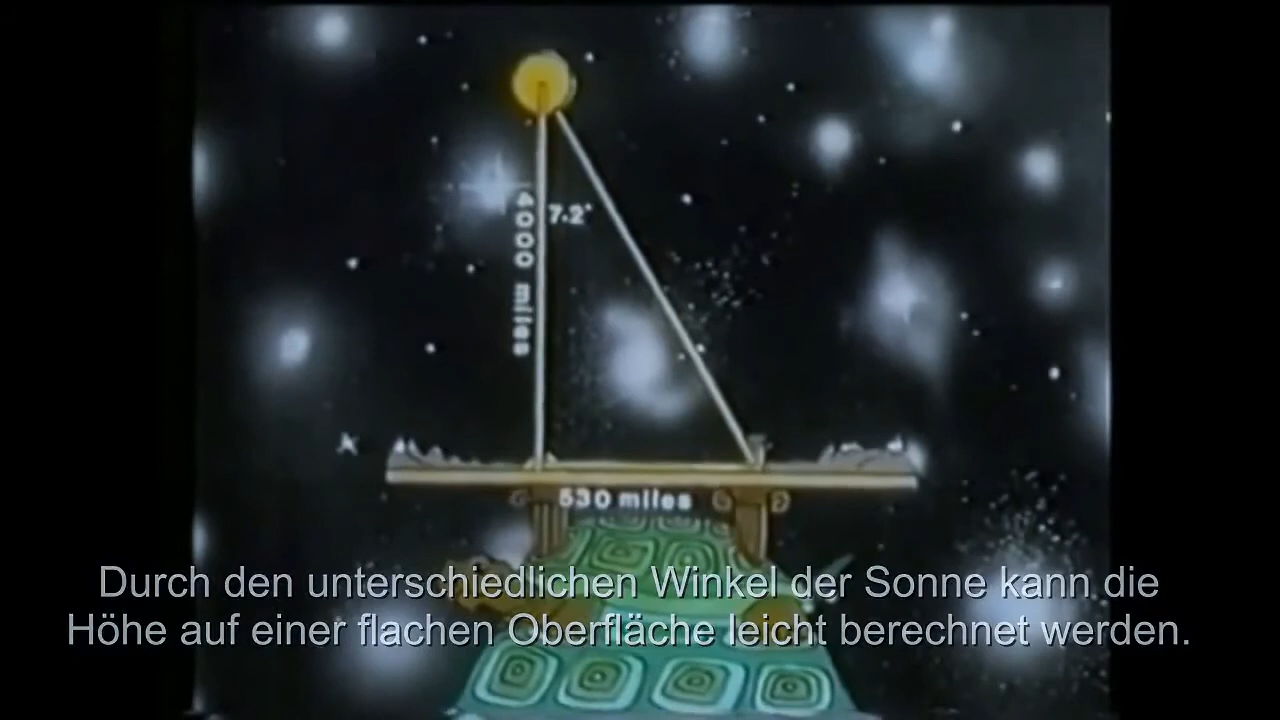 7.2°
4000 miles
530 miles
Durch den unterschiedlichen Winkel der Sonne kann die
Höhe auf einer flachen Oberfläche leicht berechnet werden.